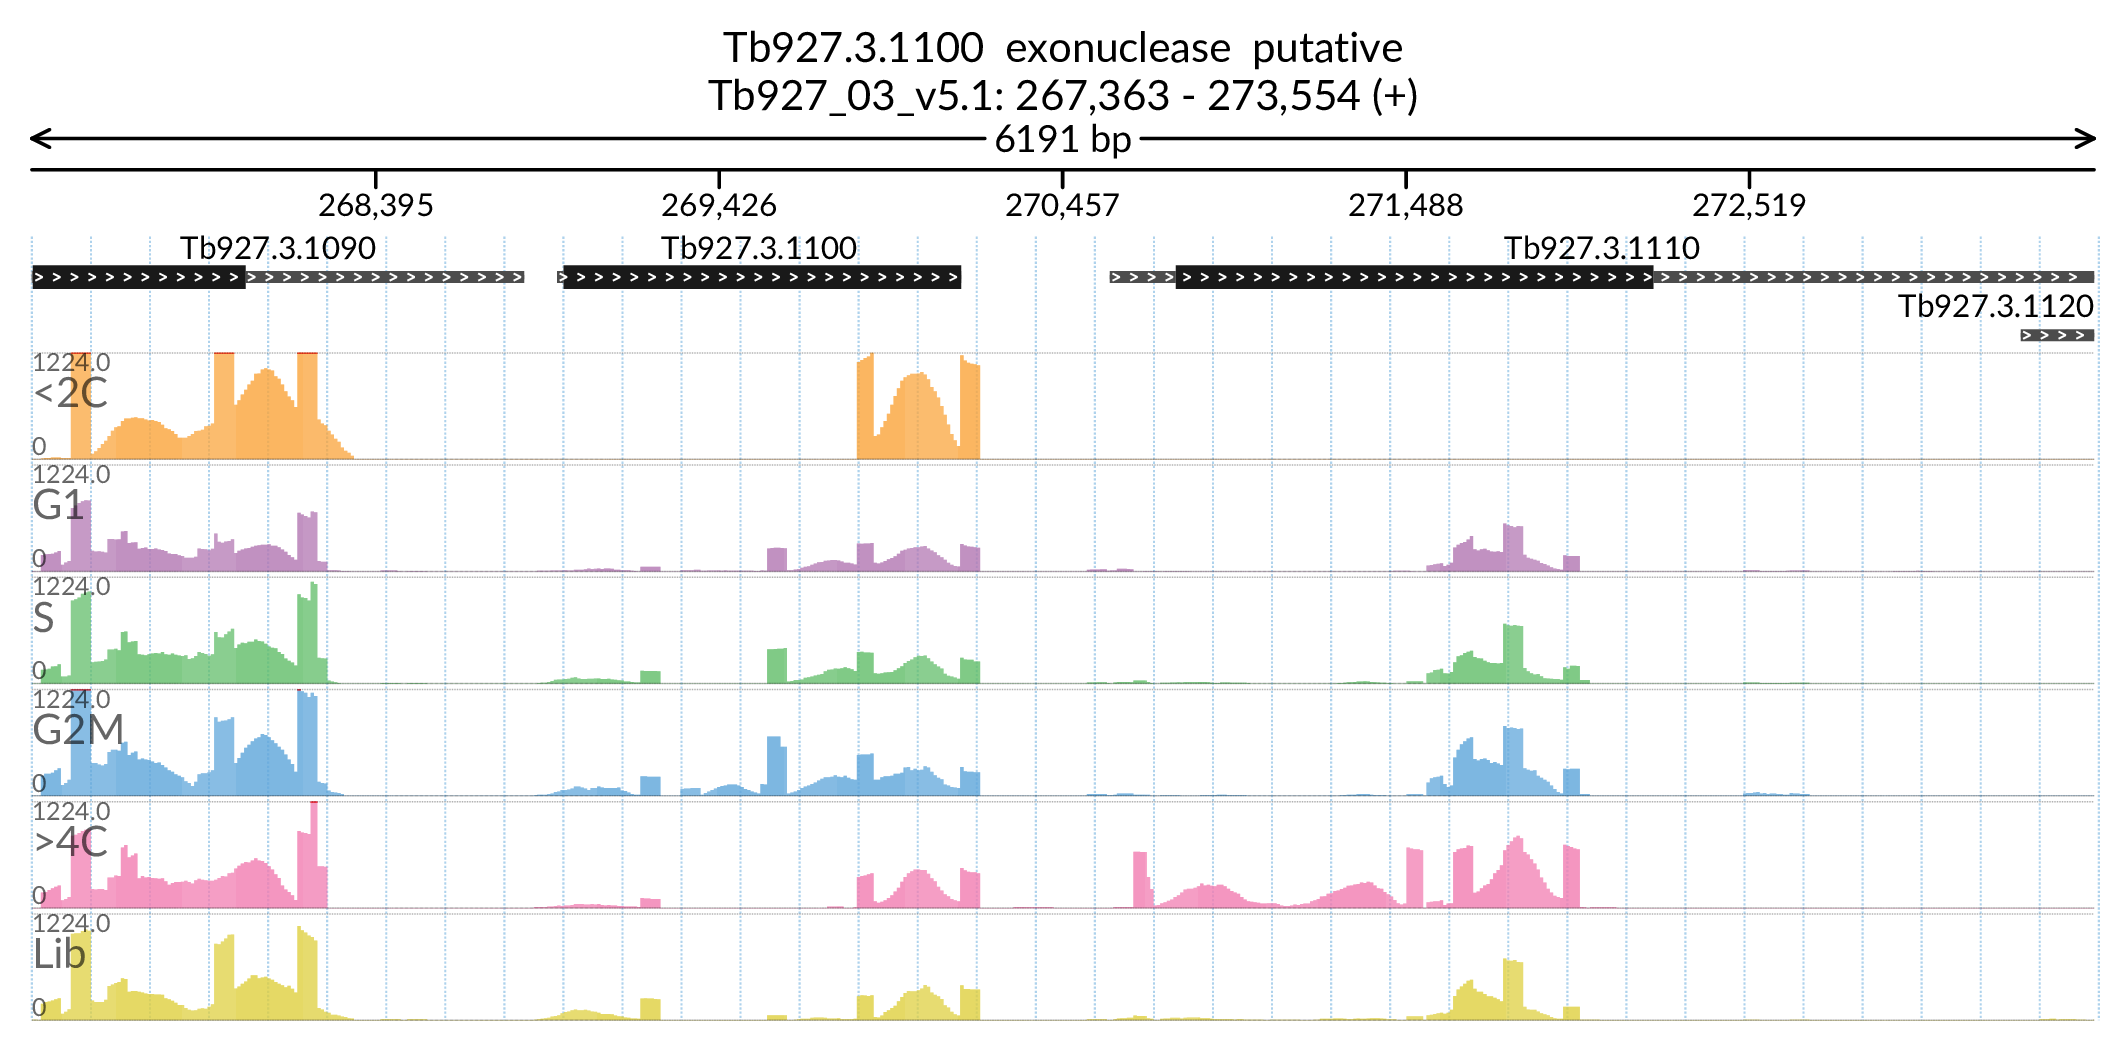 Tb927.3.1100 exonuclease putative
Tb927_03_v5.1: 267,363 - 273,554 (+)
6191 bp
268,395 269,426 270,457 271,488 272,519
Tb927.3.1090 Tb927.3.1100 Tb927.3.1110
Tb927.3.1120
1224.0
<2C
0
1224.0
G1
0
1224.0
S
0
1224.0
G2M
0
1224.0
>4C
0
1224.0
Lib
0